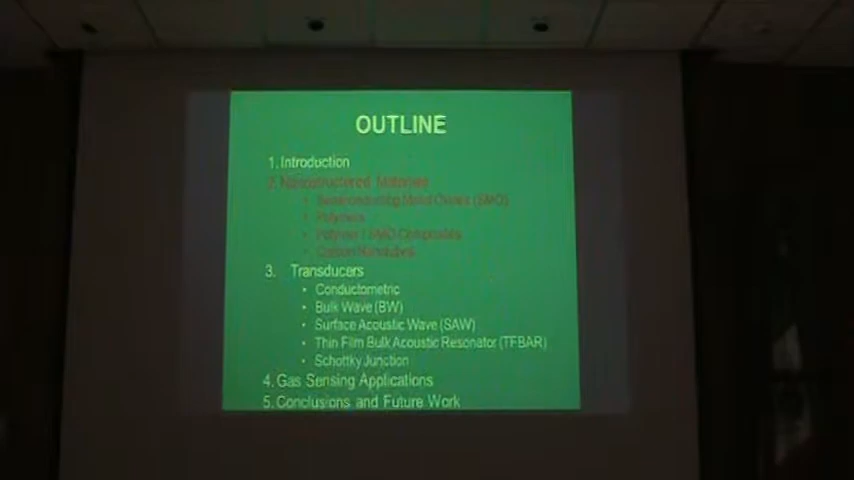 OUTLINE
1. Introduction
2. Nanostructered Materials
• Semiconducting Metal Oxides (SMO)
• Polymers
• Polymer / SMO Composites
• Carbon Nanotubes
3. Transducers
• Conductometric
• Bulk Wave (BW)
• Surface Acoustic Wave (SAW)
• Thin Film Bulk Acoustic Resonator (TFBAR)
• Schottky Junction
4. Gas Sensing Applications
5. Conclusions and Future Work